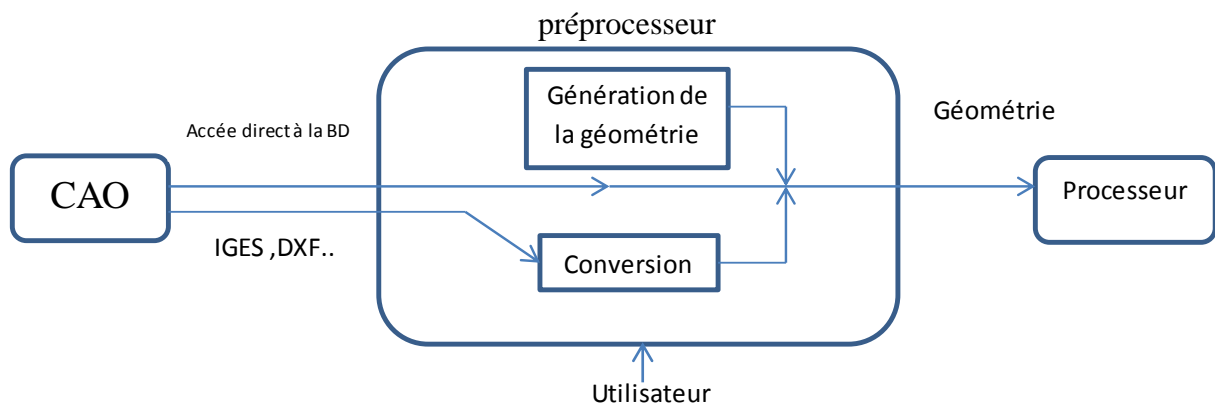 préprocesseur
Génération de
la géométrie
Géométrie
Accée direct à la BD
CAO
Processeur
IGES ,DXF..
Conversion
Utilisateur